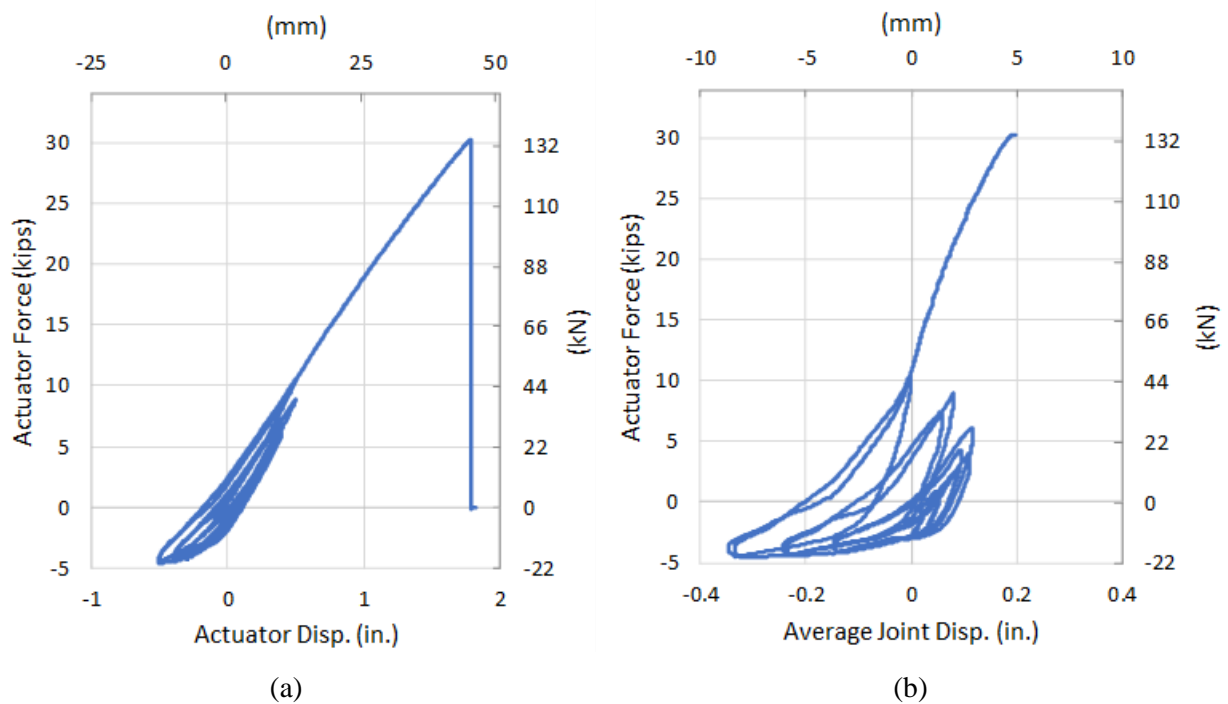 (mm)
-25 0 25 50
Actuator Force (kips)
30
25
20
15
10
5
0
-5
132
110
88
66
44
22
0
-22
(kN)
-1 0 1 2
Actuator Disp. (in.)
(a)
(mm)
-10 -5 0 5 10
Actuator Force (kips)
30
25
20
15
10
5
0
-5
132
110
88
66
44
22
0
-22
(kN)
-0.4 -0.2 0 0.2 0.4
Average Joint Disp. (in.)
(b)